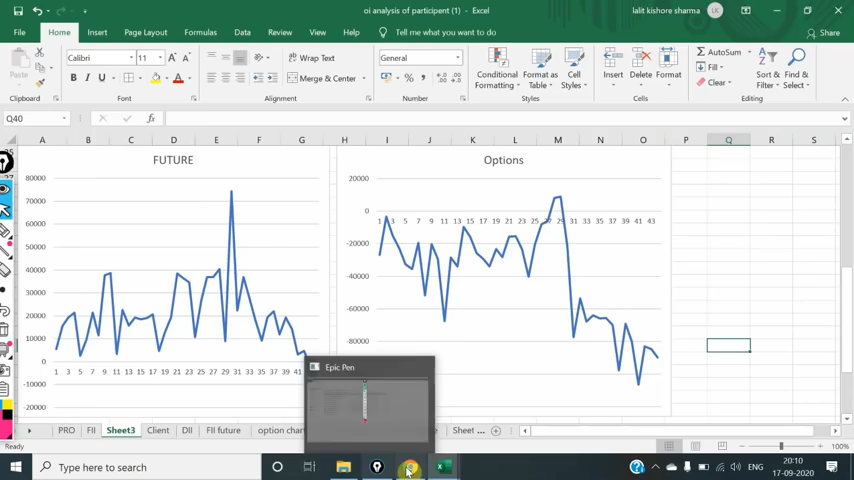 oi analysis of participent (1) - Excel
lalit kishore sharma
LK
File Home Insert Page Layout Formulas Data Review View Help Tell me what you want to do Share
Paste
Clipboard
Calibri 11
B I U
Font
Wrap Text
Merge & Center
Alignment
General
Number
Conditional Formatting
Format as Table
Cell Styles
Styles
Insert
Delete
Format
Cells
AutoSum
Fill
Clear
Sort & Filter
Find & Select
Editing
Q40
fx
A B C D E F G H I J K L M N O P Q R S
FUTURE
80000
70000
60000
50000
40000
30000
20000
10000
0
-10000
-20000
1 3 5 7 9 11 13 15 17 19 21 23 25 27 29 31 33 35 37 39 41
Options
20000
0
-20000
-40000
-60000
-80000
1 3 5 7 9 11 13 15 17 19 21 23 25 27 29 31 33 35 37 39 41 43
Epic Pen
PRO FII Sheet3 Client DII FII future option chan Sheet ...
Ready
100%
Type here to search
ENG
20:10
17-09-2020